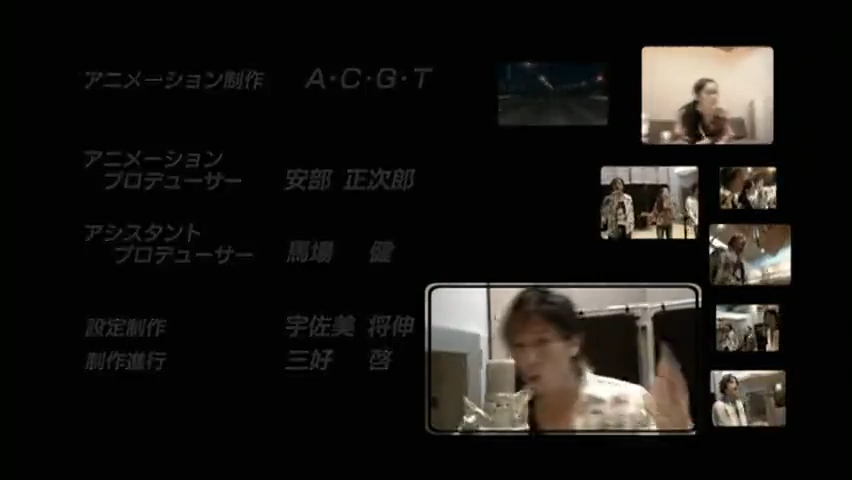 アニメーション制作 A・C・G・T
アニメーション
プロデューサー 安部 正次郎
アシスタント
プロデューサー 馬場 健
設定制作 宇佐美 将伸
制作進行 三好 啓